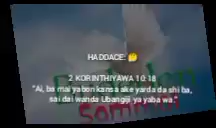 HADDACE: 🤔
2 KORINTHIYAWA 10:18
"Ai, ba mai yabon kansa ake yarda da shi ba,
sai dai wanda Ubangiji ya yaba wa."